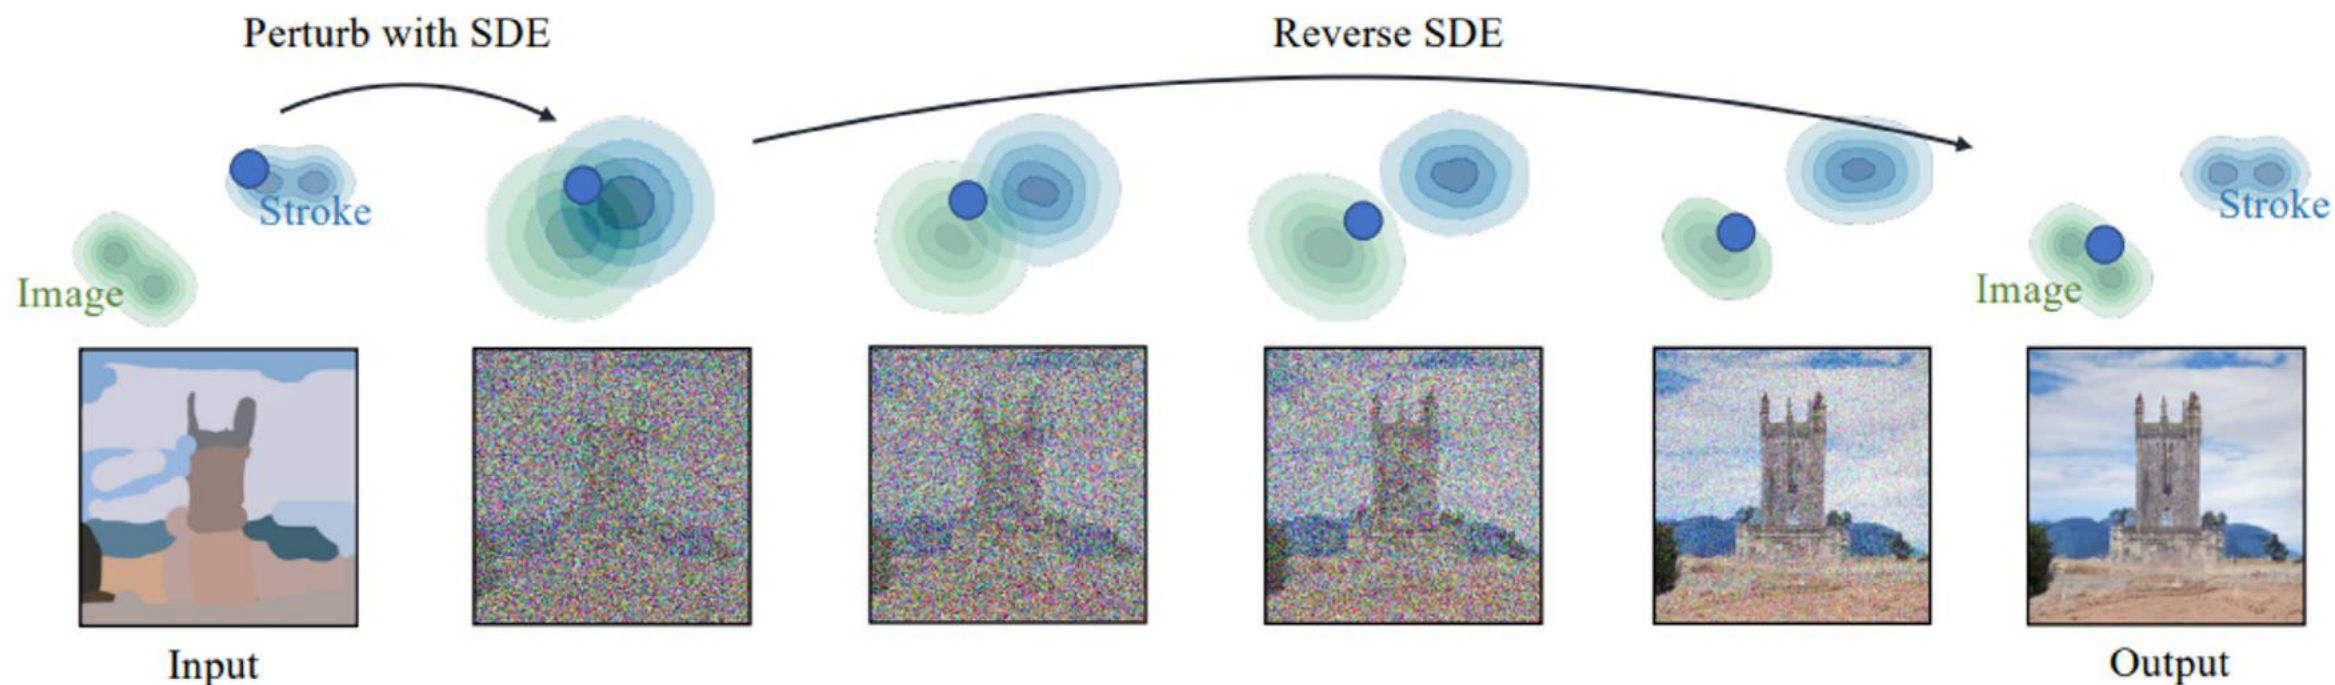 Perturb with SDE
Reverse SDE
Stroke
Image
Stroke
Image
Input
Output